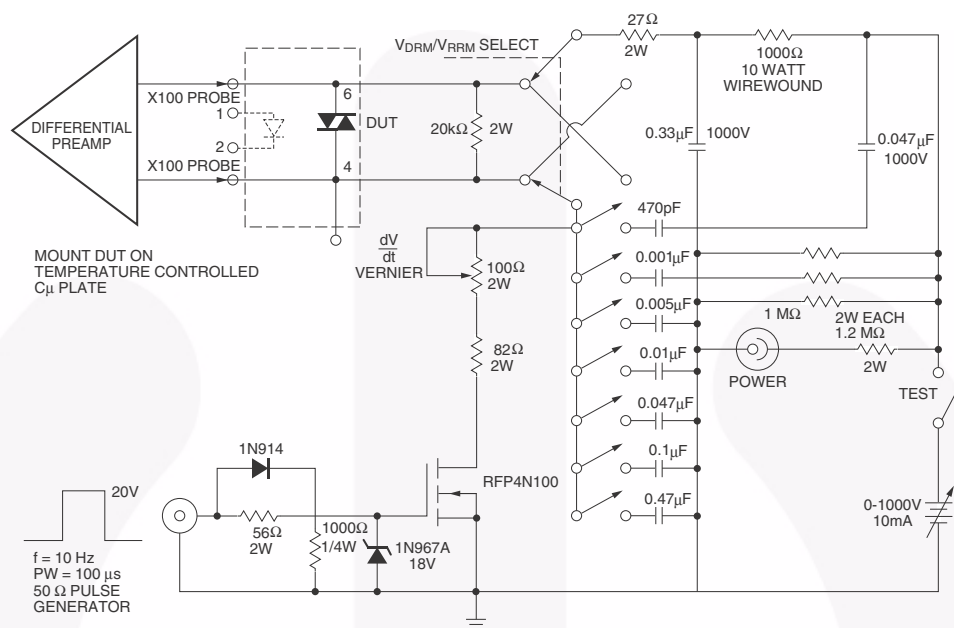 27Ω
2W
V_DRM/V_RRM SELECT
1000Ω
10 WATT
WIREWOUND
X100 PROBE
6
1
DIFFERENTIAL
PREAMP
DUT
20kΩ
2W
0.33μF
1000V
0.047μF
1000V
2
X100 PROBE
4
470pF
MOUNT DUT ON
TEMPERATURE CONTROLLED
Cμ PLATE
dV
dt
VERNIER
100Ω
2W
0.001μF
0.005μF
1 MΩ
2W EACH
1.2 MΩ
2W
82Ω
2W
0.01μF
POWER
TEST
0.047μF
1N914
0.1μF
RFP4N100
20V
0.47μF
0-1000V
10mA
56Ω
2W
1000Ω
1/4W
1N967A
18V
f = 10 Hz
PW = 100 μs
50 Ω PULSE
GENERATOR